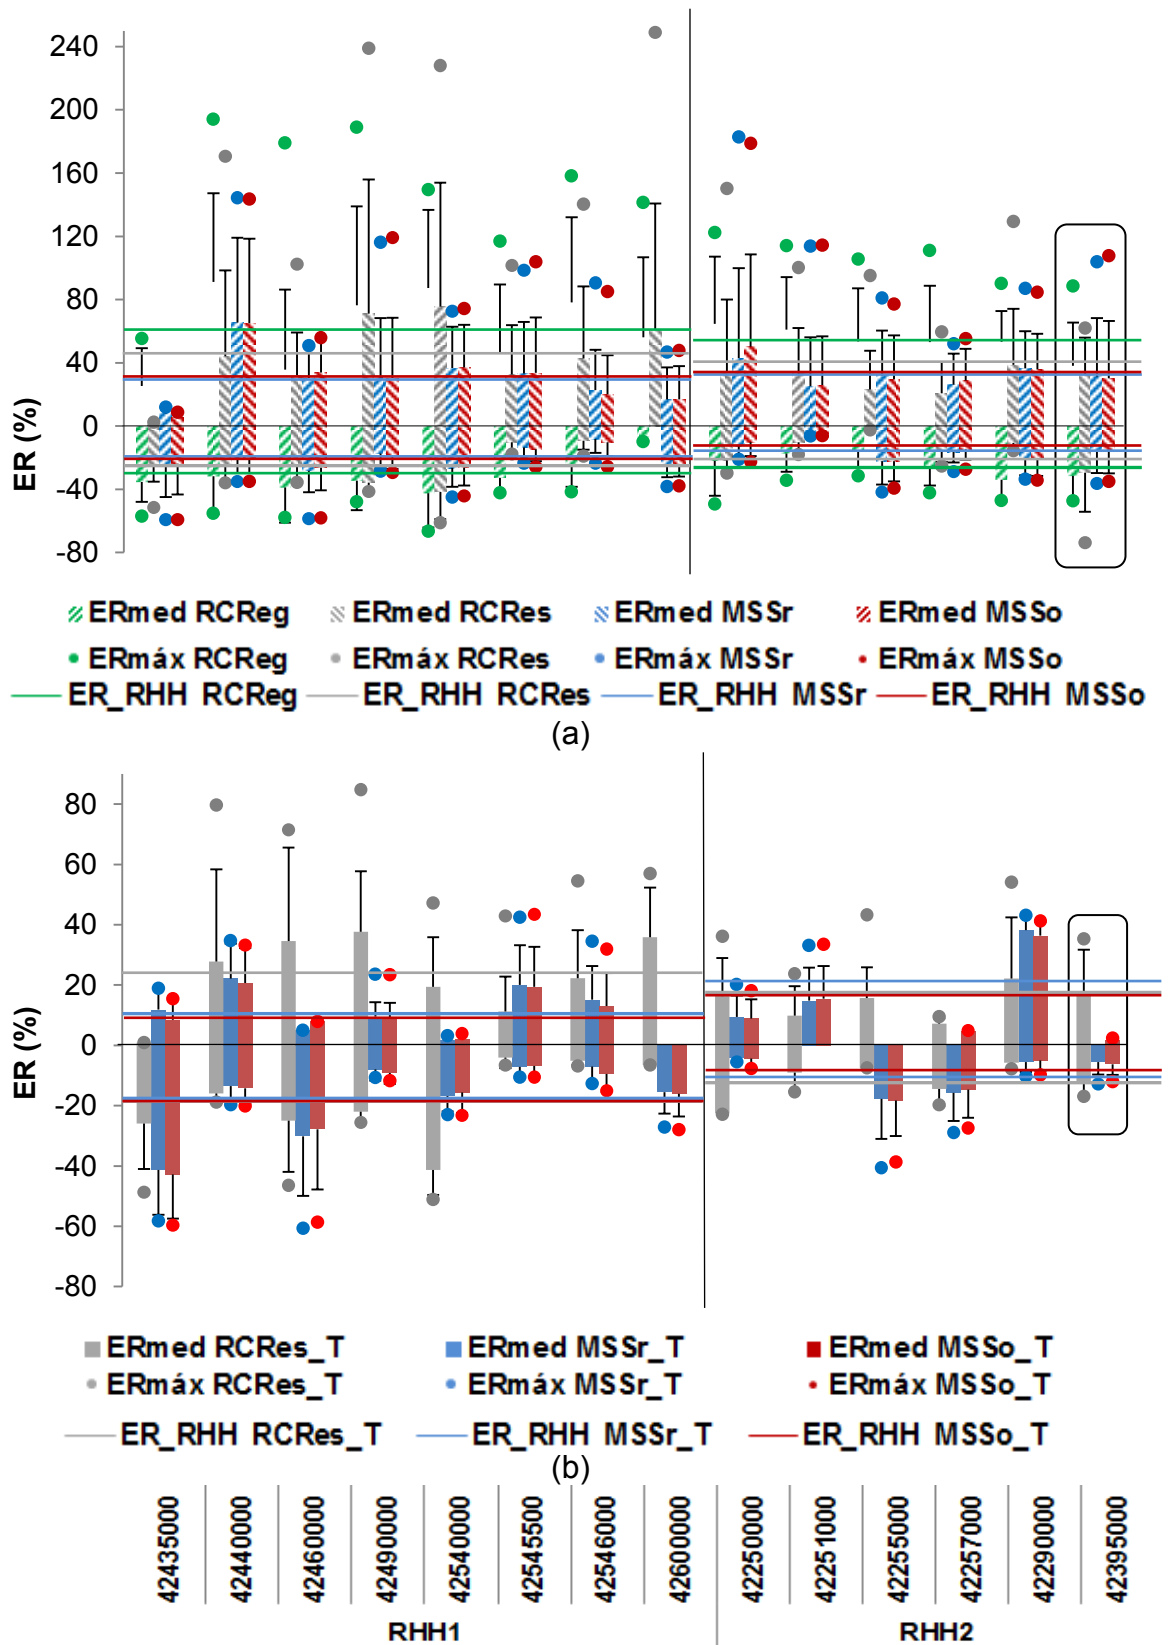 240
200
160
120
80
40
0
-40
-80
ER (%)
ERmed RCReg ERmed RCRes ERmed MSSr ERmed MSSo
ERmáx RCReg ERmáx RCRes ERmáx MSSr ERmáx MSSo
ER_RHH RCReg ER_RHH RCRes ER_RHH MSSr ER_RHH MSSo
(a)
80
60
40
20
0
-20
-40
-60
-80
ER (%)
ERmed RCRes_T ERmed MSSr_T ERmed MSSo_T
ERmáx RCRes_T ERmáx MSSr_T ERmáx MSSo_T
ER_RHH RCRes_T ER_RHH MSSr_T ER_RHH MSSo_T
(b)
42435000 42440000 42460000 42490000 42540000 42545500 42546000 42600000 42250000 42251000 42255000 42257000 42290000 42395000
RHH1 RHH2